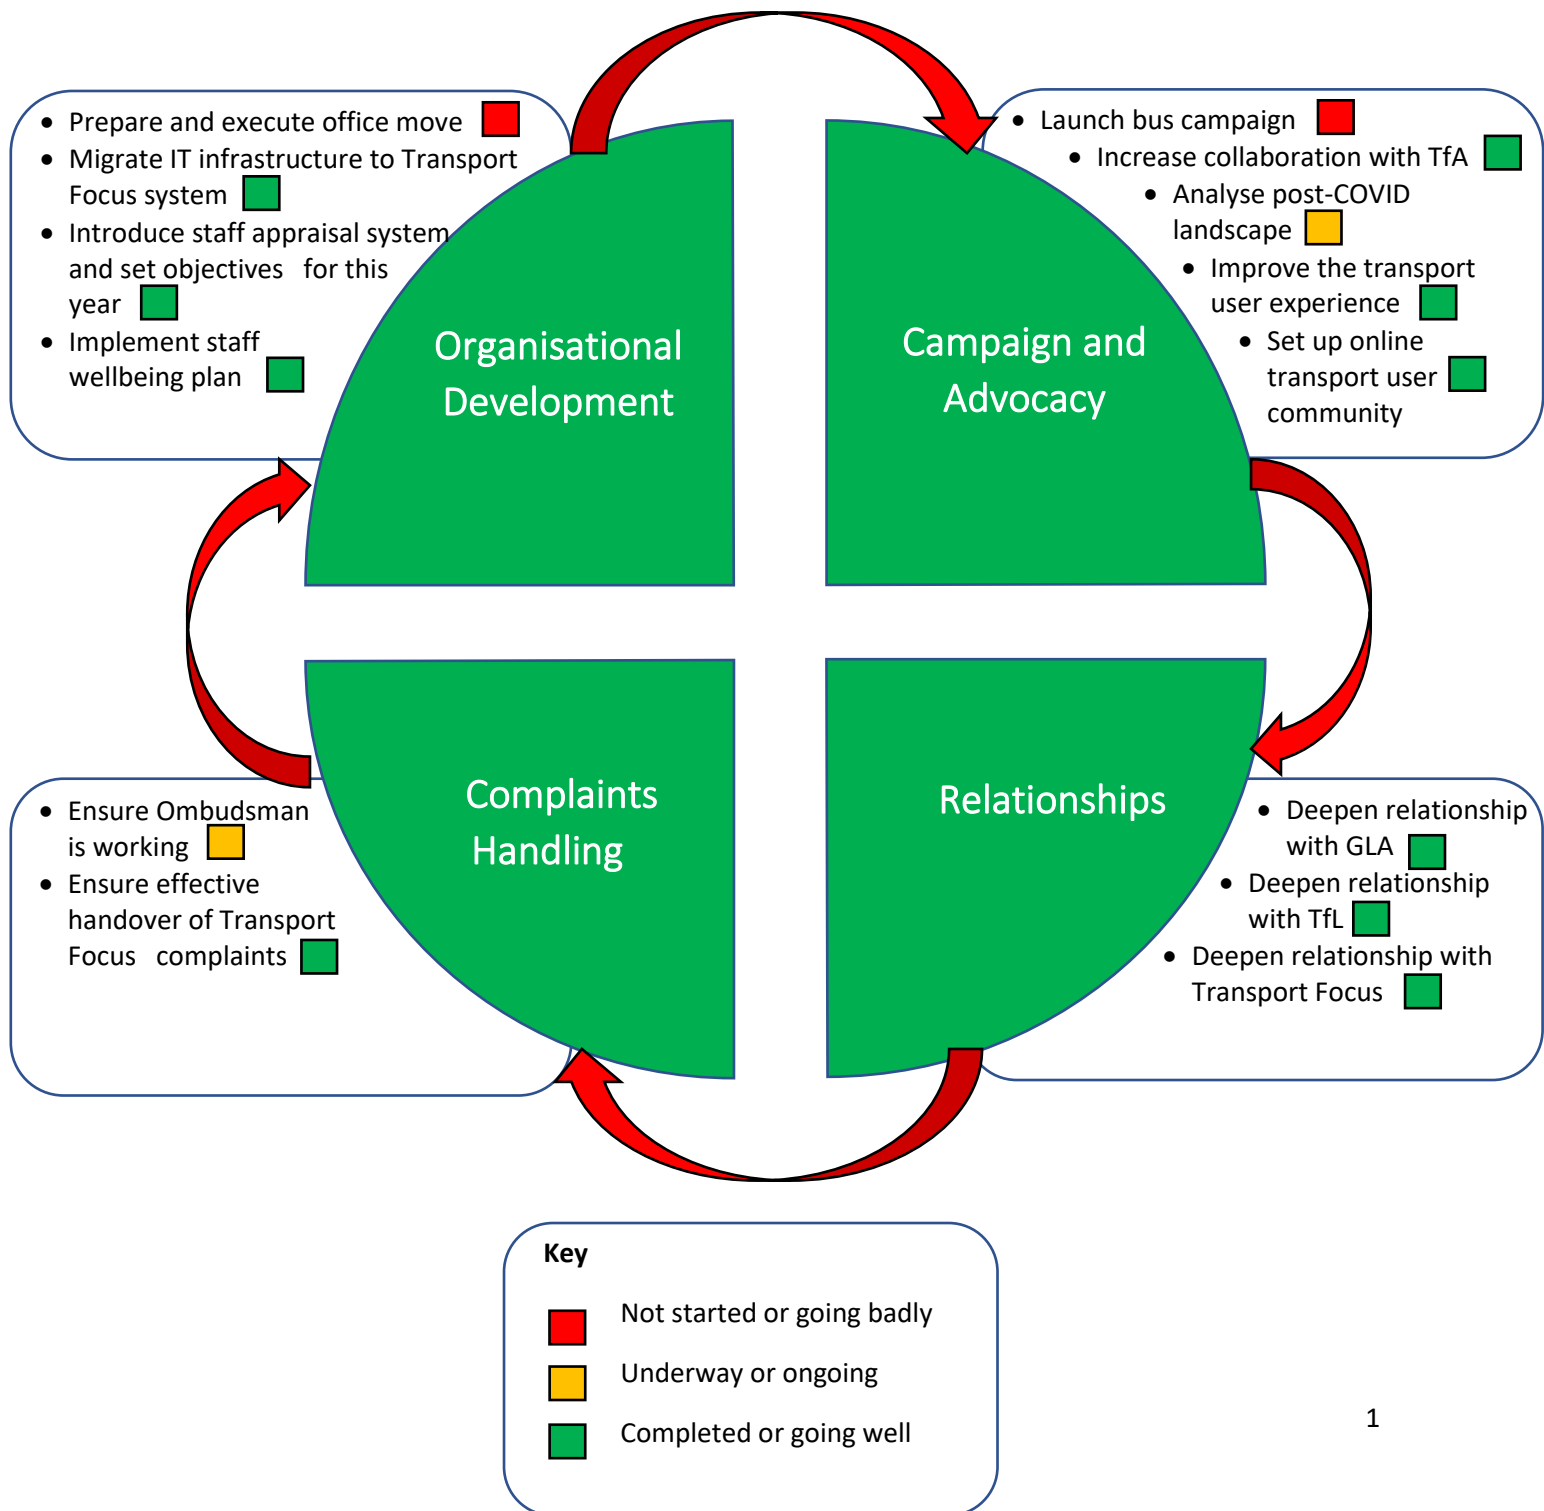 • Prepare and execute office move
• Migrate IT infrastructure to Transport
Focus system
• Introduce staff appraisal system
and set objectives for this
year
• Implement staff
wellbeing plan
• Launch bus campaign
• Increase collaboration with TfA
• Analyse post-COVID
landscape
• Improve the transport
user experience
• Set up online
transport user
community
Organisational
Development
Campaign and
Advocacy
Complaints
Handling
Relationships
• Ensure Ombudsman
is working
• Ensure effective
handover of Transport
Focus complaints
• Deepen relationship
with GLA
• Deepen relationship
with TfL
• Deepen relationship with
Transport Focus
Key
Not started or going badly
Underway or ongoing
Completed or going well
1